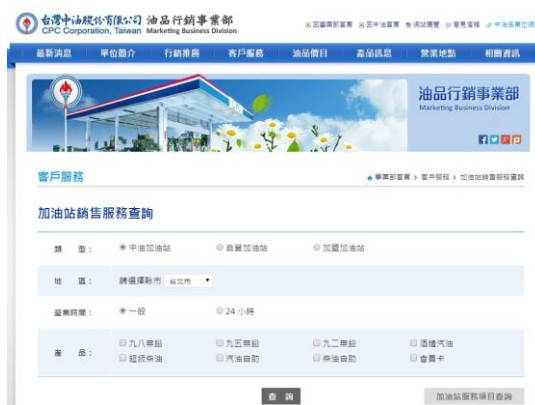 台灣中油股份有限公司 油品行銷事業部
CPC Corporation, Taiwan Marketing Business Division
回事業部首頁 回中油首頁 網站導覽 意見信箱
最新消息 單位簡介 行銷推廣 客戶服務 油品價目 產品訊息 營業地點 相關資訊
油品行銷事業部
Marketing Business Division
客戶服務
事業部首頁 > 客戶服務 > 加油站銷售服務查詢
加油站銷售服務查詢
類 型： 中油加油站 自營加油站 加盟加油站
地 區： 請選擇縣市 台北市
營業時間： 一般 24 小時
產 品： 九八無鉛 九五無鉛 九二無鉛 酒精汽油
超級柴油 汽油自助 柴油自助 會員卡
查 詢
加油站服務項目查詢